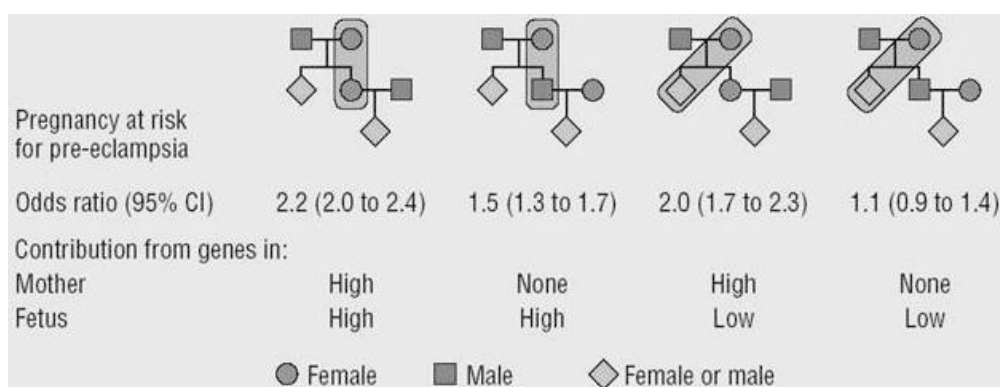 Pregnancy at risk
for pre-eclampsia
Odds ratio (95% CI) 2.2 (2.0 to 2.4) 1.5 (1.3 to 1.7) 2.0 (1.7 to 2.3) 1.1 (0.9 to 1.4)
Contribution from genes in:
Mother High None High None
Fetus High High Low Low
Female Male Female or male